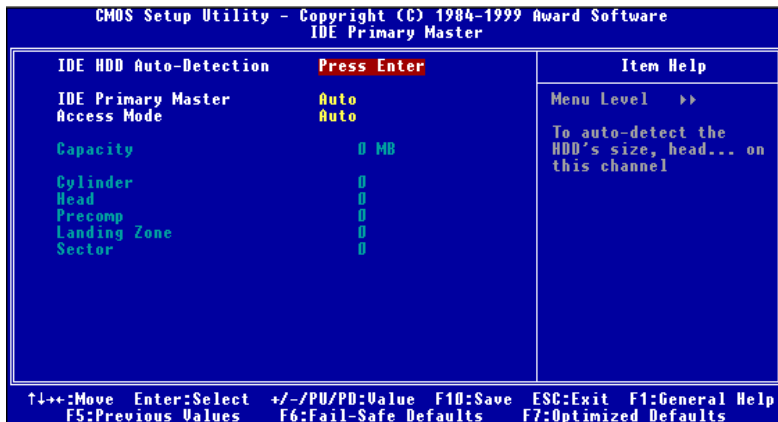 CMOS Setup Utility - Copyright (C) 1984-1999 Award Software
IDE Primary Master
IDE HDD Auto-Detection Press Enter
IDE Primary Master Auto
Access Mode Auto
Capacity 0 MB
Cylinder 0
Head 0
Precomp 0
Landing Zone 0
Sector 0
Item Help
Menu Level ▸▸
To auto-detect the
HDD's size, head... on
this channel
↑↓→←:Move Enter:Select +/-/PU/PD:Value F10:Save ESC:Exit F1:General Help
F5:Previous Values F6:Fail-Safe Defaults F7:Optimized Defaults